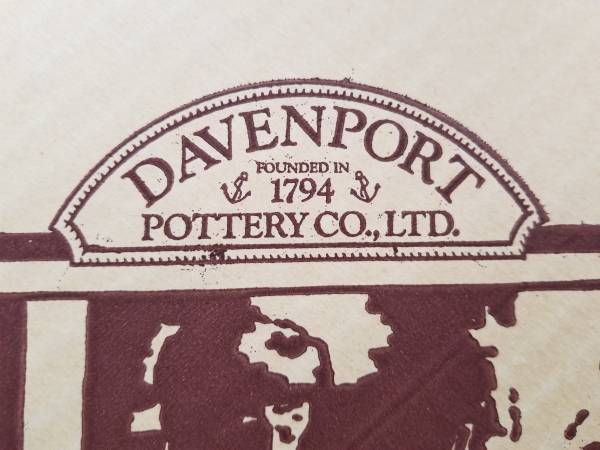 DAVENPORT
FOUNDED IN
1794
POTTERY CO., LTD.